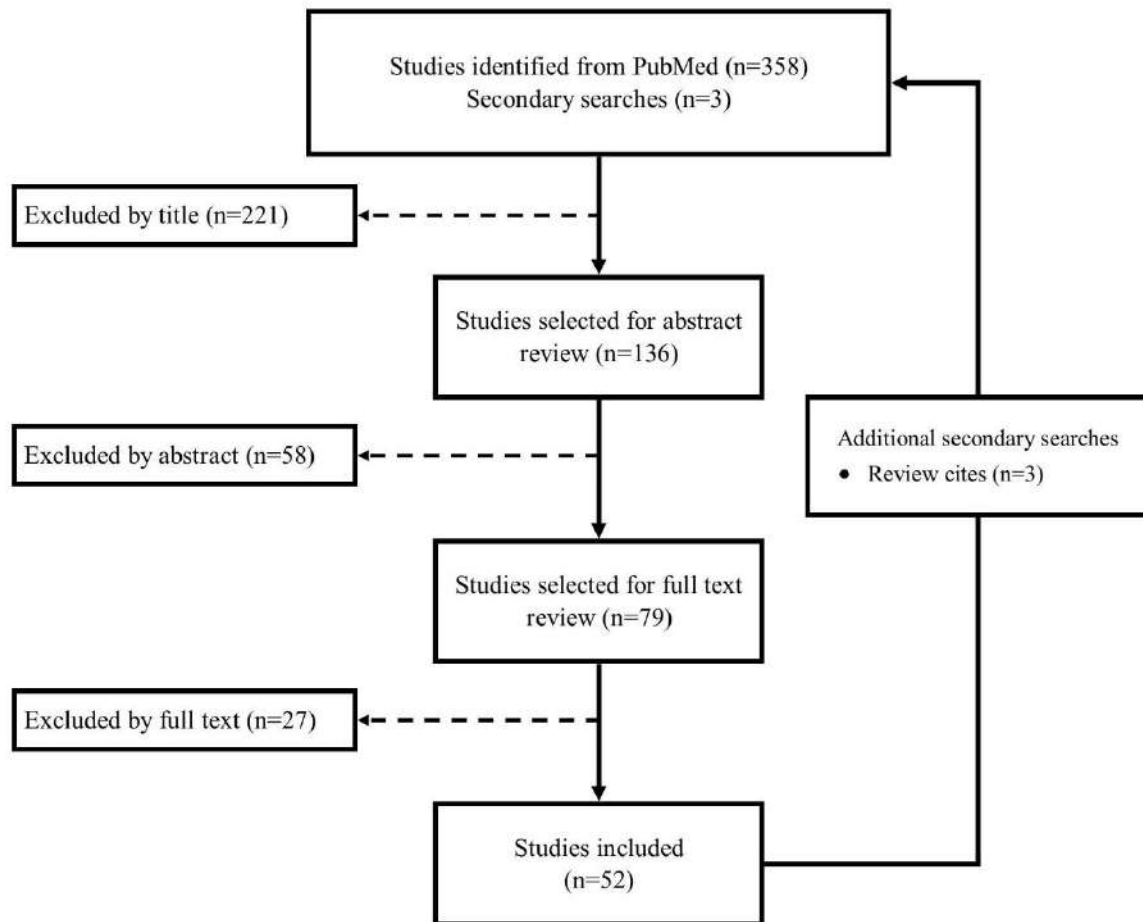 Studies identified from PubMed (n=358)
Secondary searches (n=3)
Excluded by title (n=221)
Studies selected for abstract
review (n=136)
Additional secondary searches
● Review cites (n=3)
Excluded by abstract (n=58)
Studies selected for full text
review (n=79)
Excluded by full text (n=27)
Studies included
(n=52)